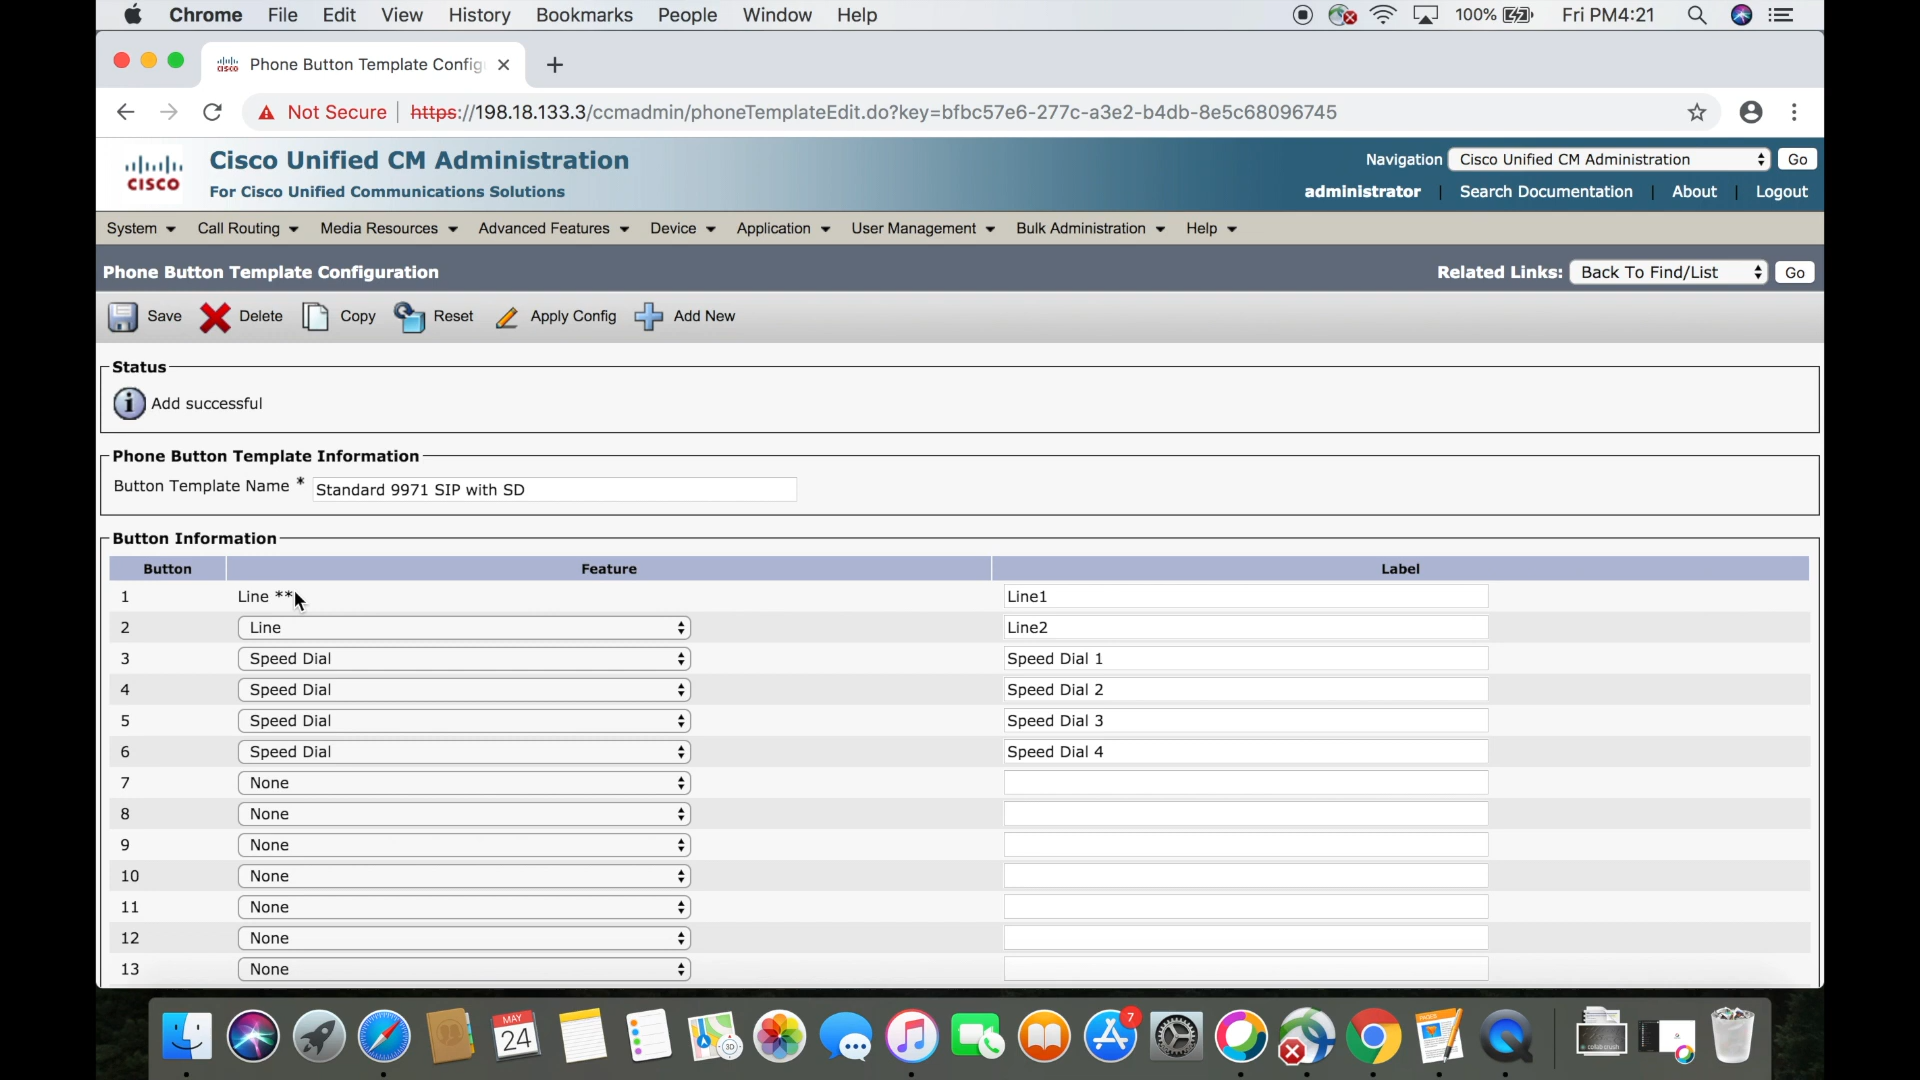 Chrome File Edit View History Bookmarks People Window Help 100% Fri PM4:21
Phone Button Template Config
Not Secure https://198.18.133.3/ccmadmin/phoneTemplateEdit.do?key=bfbc57e6-277c-a3e2-b4db-8e5c68096745
cisco Cisco Unified CM Administration Navigation Cisco Unified CM Administration Go
For Cisco Unified Communications Solutions administrator | Search Documentation | About | Logout
System Call Routing Media Resources Advanced Features Device Application User Management Bulk Administration Help
Phone Button Template Configuration Related Links: Back To Find/List Go
Save Delete Copy Reset Apply Config Add New
Status
i Add successful
Phone Button Template Information
Button Template Name * Standard 9971 SIP with SD
Button Information
Button Feature Label
1 Line ** Line1
2 Line Line2
3 Speed Dial Speed Dial 1
4 Speed Dial Speed Dial 2
5 Speed Dial Speed Dial 3
6 Speed Dial Speed Dial 4
7 None
8 None
9 None
10 None
11 None
12 None
13 None
MAY
24
3D
7